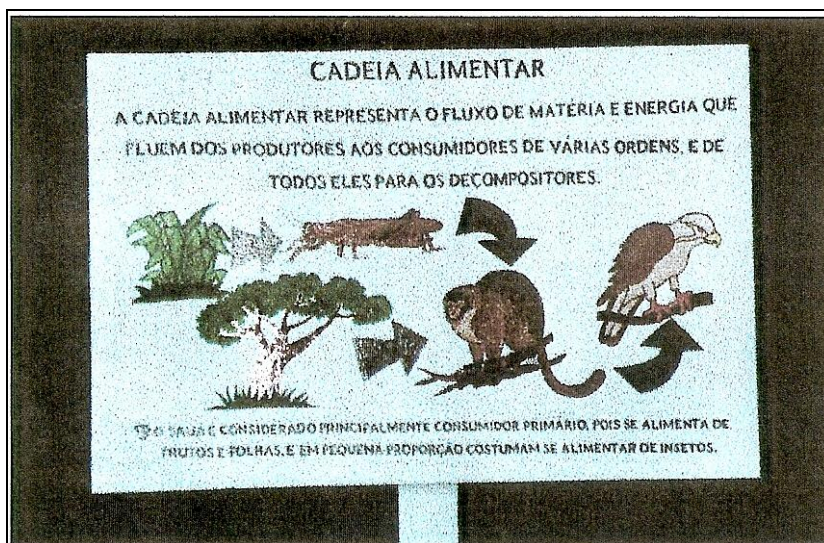 CADEIA ALIMENTAR
A CADEIA ALIMENTAR REPRESENTA O FLUXO DE MATÉRIA E ENERGIA QUE
FLUEM DOS PRODUTORES AOS CONSUMIDORES DE VÁRIAS ORDENS, E DE
TODOS ELES PARA OS DECOMPOSITORES.
O SAUÁ É CONSIDERADO PRINCIPALMENTE CONSUMIDOR PRIMÁRIO, POIS SE ALIMENTA DE
FRUTOS E FOLHAS, E EM PEQUENA PROPORÇÃO COSTUMAM SE ALIMENTAR DE INSETOS.